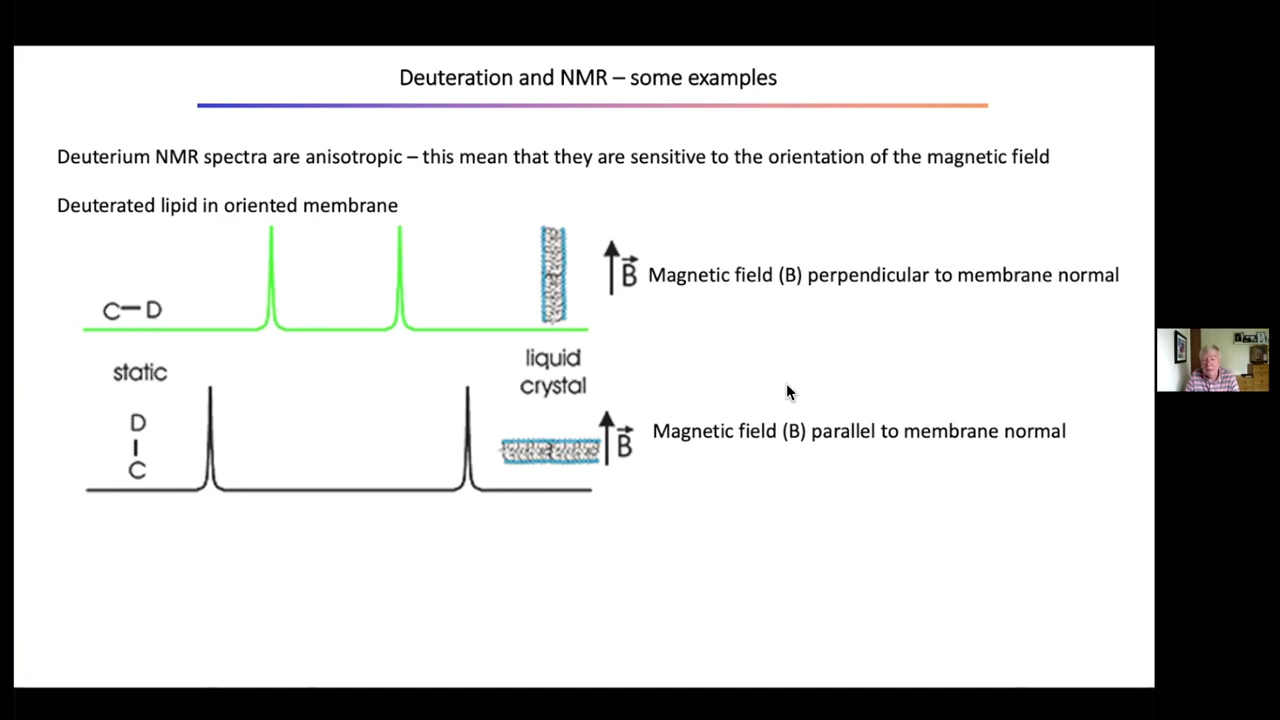 Deuteration and NMR – some examples
Deuterium NMR spectra are anisotropic – this mean that they are sensitive to the orientation of the magnetic field
Deuterated lipid in oriented membrane
B
Magnetic field (B) perpendicular to membrane normal
C–D
static
liquid
crystal
D
C
B
Magnetic field (B) parallel to membrane normal